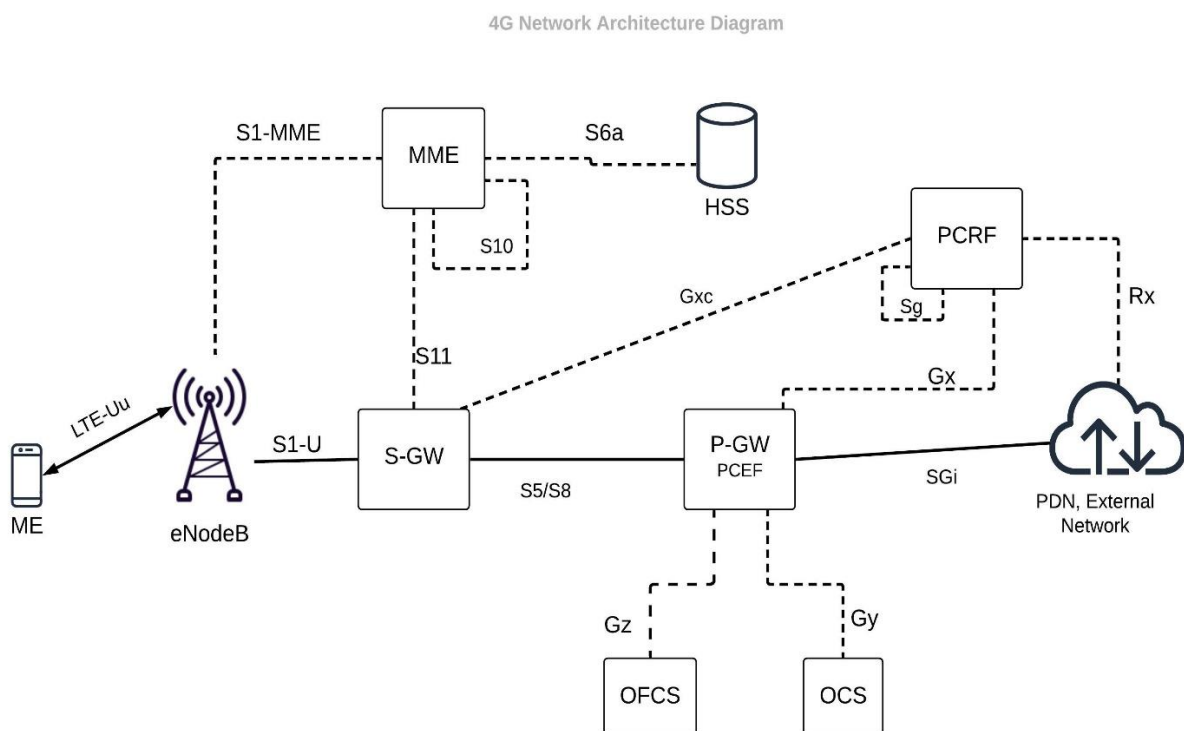 4G Network Architecture Diagram
S1-MME
MME
S6a
HSS
S10
PCRF
Gxc
Sg
Rx
S11
Gx
LTE-Uu
S1-U
S-GW
P-GW
PCEF
S5/S8
SGi
ME
eNodeB
PDN, External
Network
Gz
Gy
OFCS
OCS